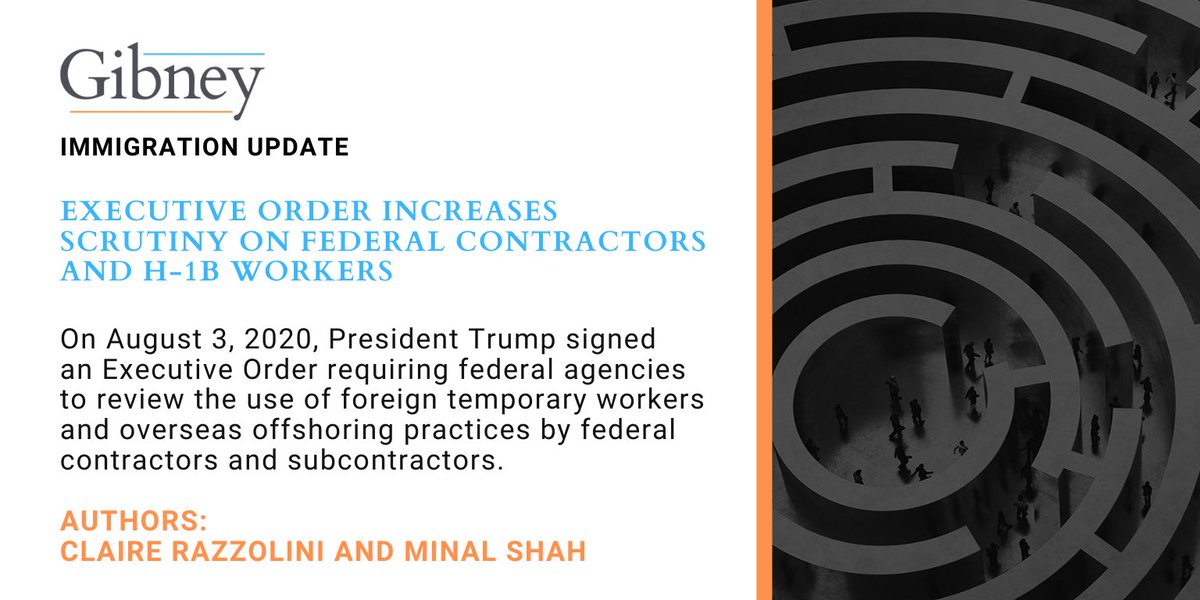 Gibney
IMMIGRATION UPDATE
EXECUTIVE ORDER INCREASES
SCRUTINY ON FEDERAL CONTRACTORS
AND H-1B WORKERS
On August 3, 2020, President Trump signed
an Executive Order requiring federal agencies
to review the use of foreign temporary workers
and overseas offshoring practices by federal
contractors and subcontractors.
AUTHORS:
CLAIRE RAZZOLINI AND MINAL SHAH